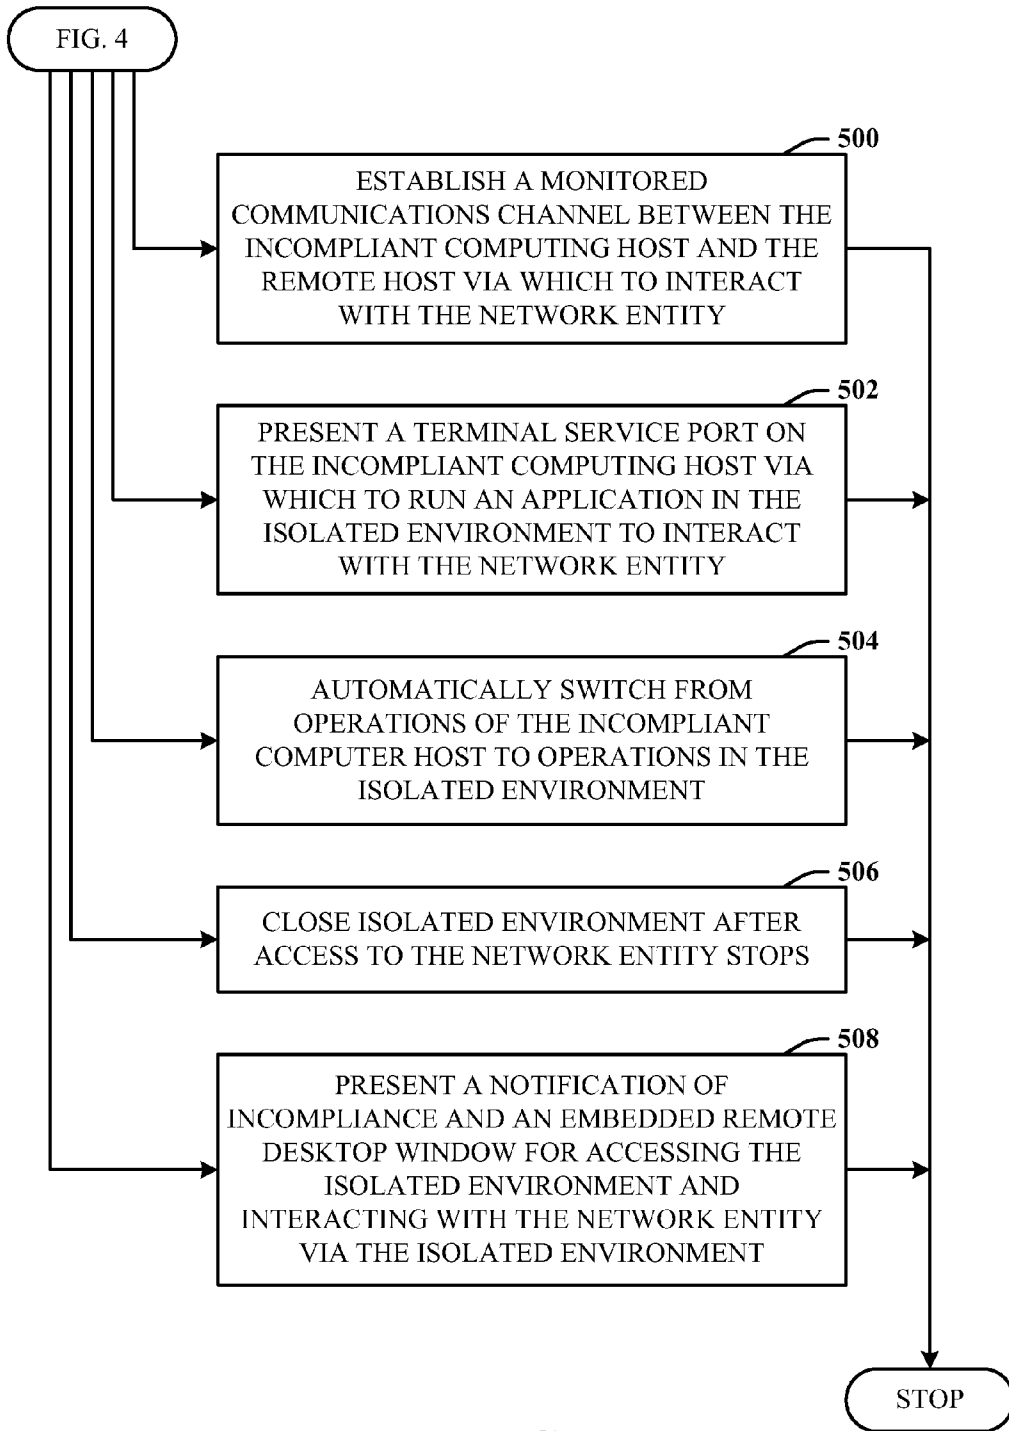 FIG. 4
500
ESTABLISH A MONITORED
COMMUNICATIONS CHANNEL BETWEEN THE
INCOMPLIANT COMPUTING HOST AND THE
REMOTE HOST VIA WHICH TO INTERACT
WITH THE NETWORK ENTITY
502
PRESENT A TERMINAL SERVICE PORT ON
THE INCOMPLIANT COMPUTING HOST VIA
WHICH TO RUN AN APPLICATION IN THE
ISOLATED ENVIRONMENT TO INTERACT
WITH THE NETWORK ENTITY
504
AUTOMATICALLY SWITCH FROM
OPERATIONS OF THE INCOMPLIANT
COMPUTER HOST TO OPERATIONS IN THE
ISOLATED ENVIRONMENT
506
CLOSE ISOLATED ENVIRONMENT AFTER
ACCESS TO THE NETWORK ENTITY STOPS
508
PRESENT A NOTIFICATION OF
INCOMPLIANCE AND AN EMBEDDED REMOTE
DESKTOP WINDOW FOR ACCESSING THE
ISOLATED ENVIRONMENT AND
INTERACTING WITH THE NETWORK ENTITY
VIA THE ISOLATED ENVIRONMENT
STOP